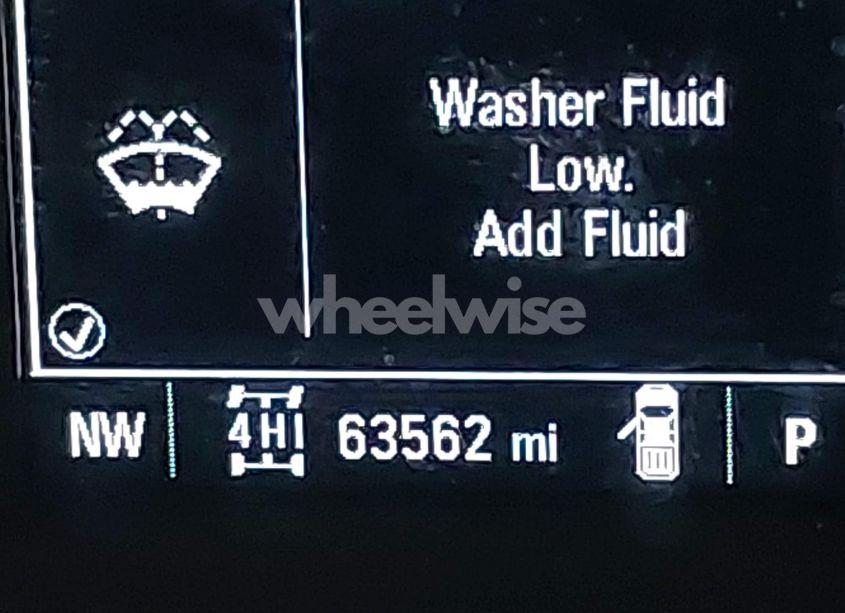 Washer Fluid
Low.
Add Fluid
wheelwise
NW 4HI 63562 mi P